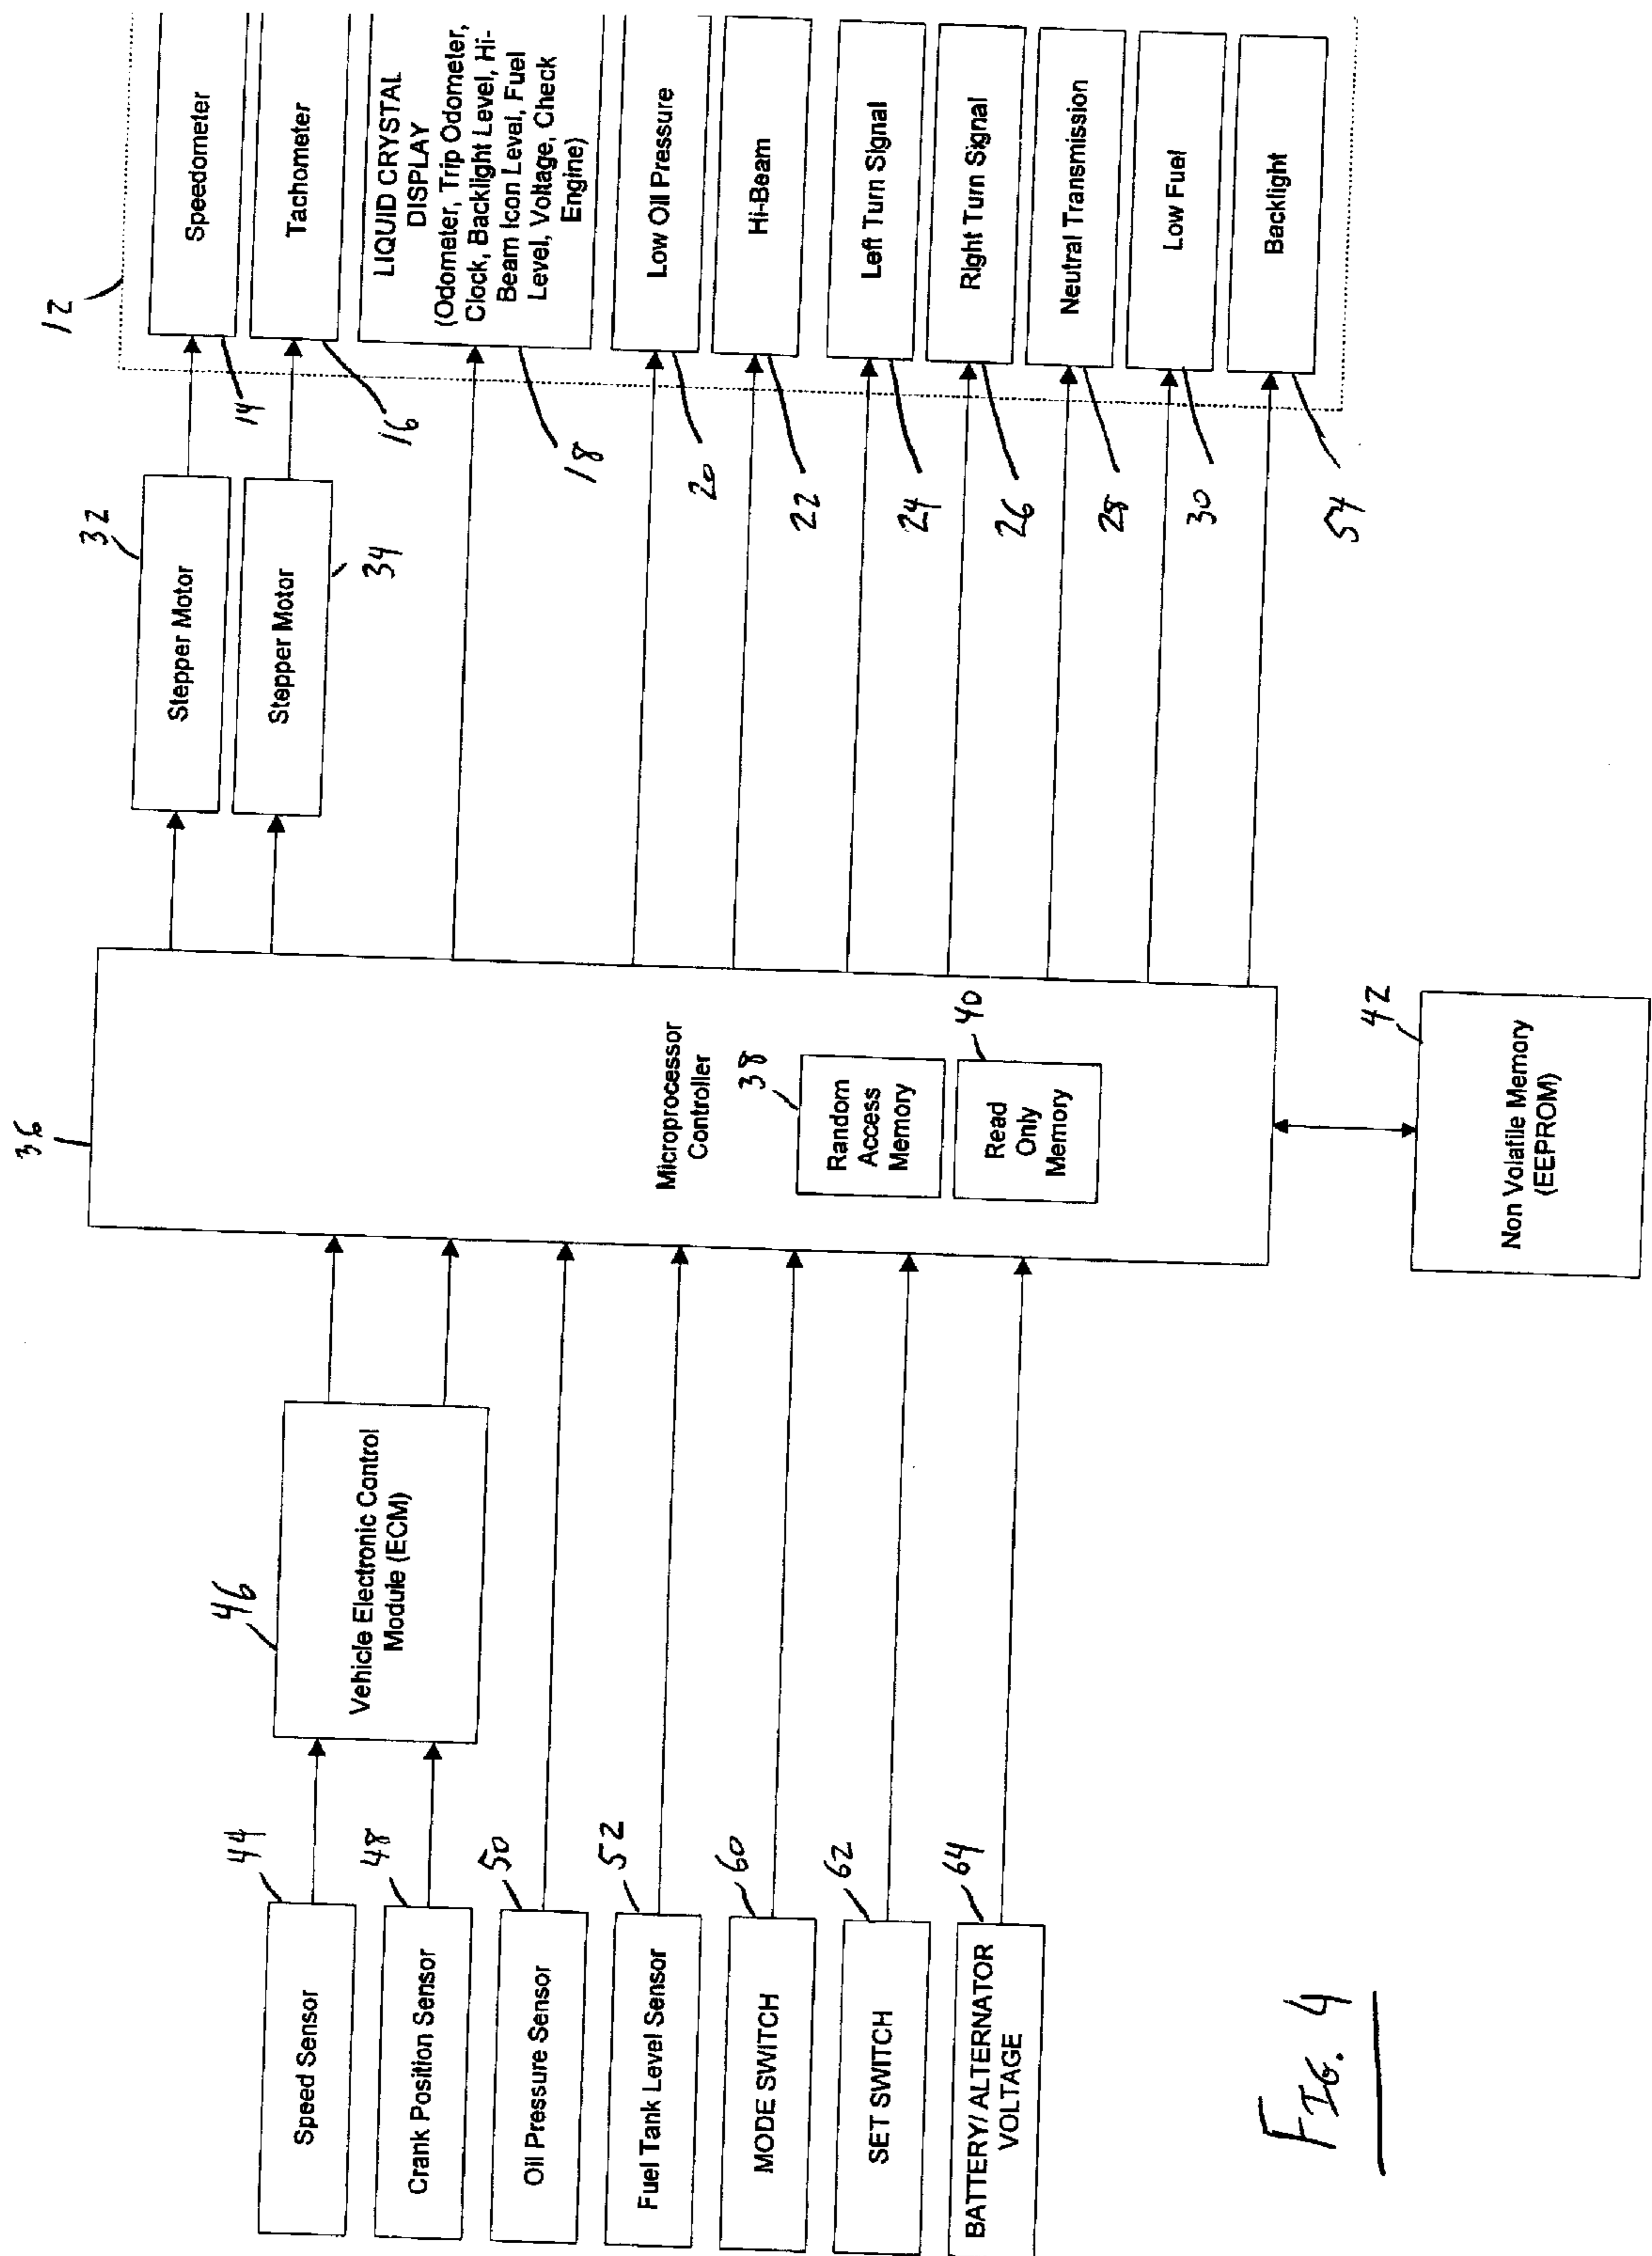 12
Speedometer
14
Tachometer
16
LIQUID CRYSTAL
DISPLAY
(Odometer, Trip Odometer,
Clock, Backlight Level, Hi-
Beam Icon Level, Fuel
Level, Voltage, Check
Engine)
18
Low Oil Pressure
20
Hi-Beam
22
Left Turn Signal
24
Right Turn Signal
26
Neutral Transmission
28
Low Fuel
30
Backlight
54
32
Stepper Motor
34
Stepper Motor
36
Microprocessor
Controller
38
Random
Access
Memory
40
Read
Only
Memory
42
Non Volatile Memory
(EEPROM)
46
Vehicle Electronic Control
Module (ECM)
44
Speed Sensor
48
Crank Position Sensor
50
Oil Pressure Sensor
52
Fuel Tank Level Sensor
60
MODE SWITCH
62
SET SWITCH
64
BATTERY/ ALTERNATOR
VOLTAGE
FIG. 4